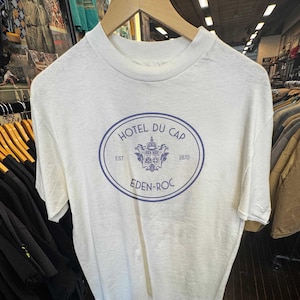 HOTEL DU CAP
EST 1870
EDEN-ROC